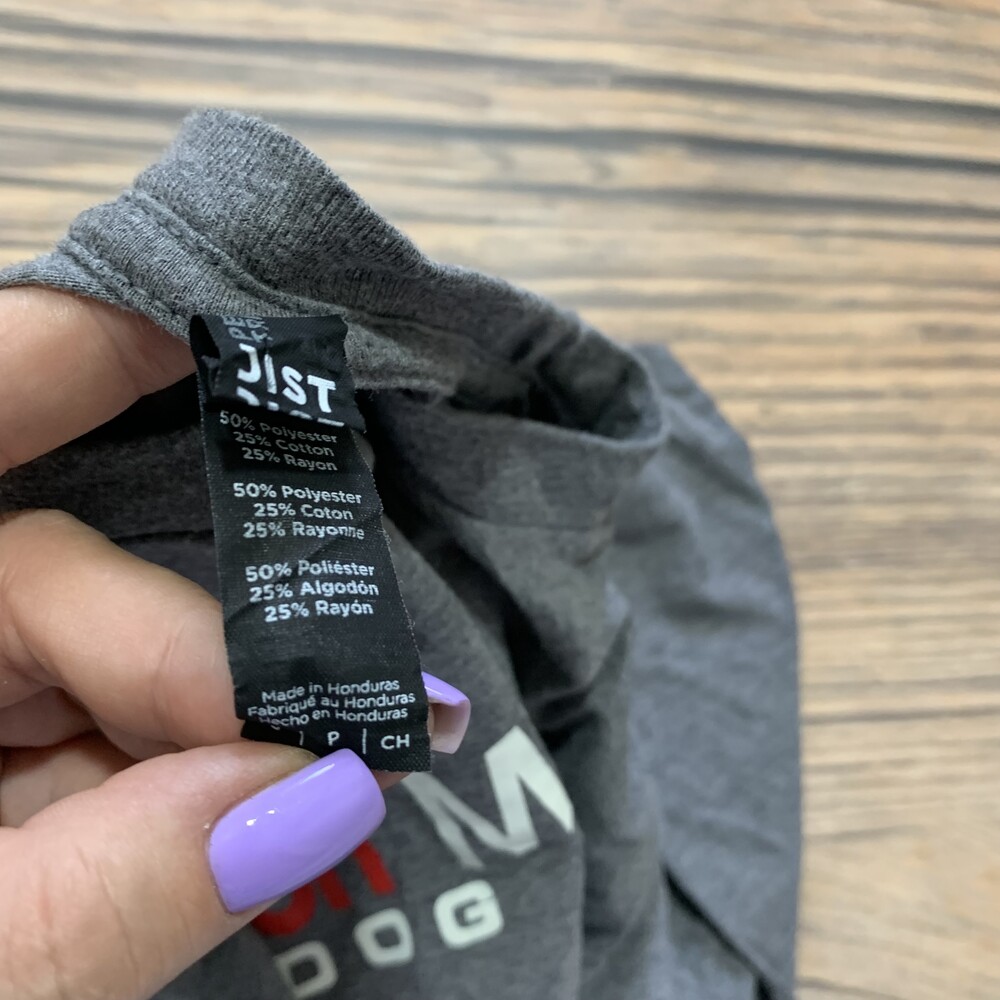 PE
JIST
50% Polyester
25% Cotton
25% Rayon
50% Polyester
25% Coton
25% Rayonne
50% Poliéster
25% Algodón
25% Rayón
Made in Honduras
Fabriqué au Honduras
Hecho en Honduras
P | CH
M
DOG